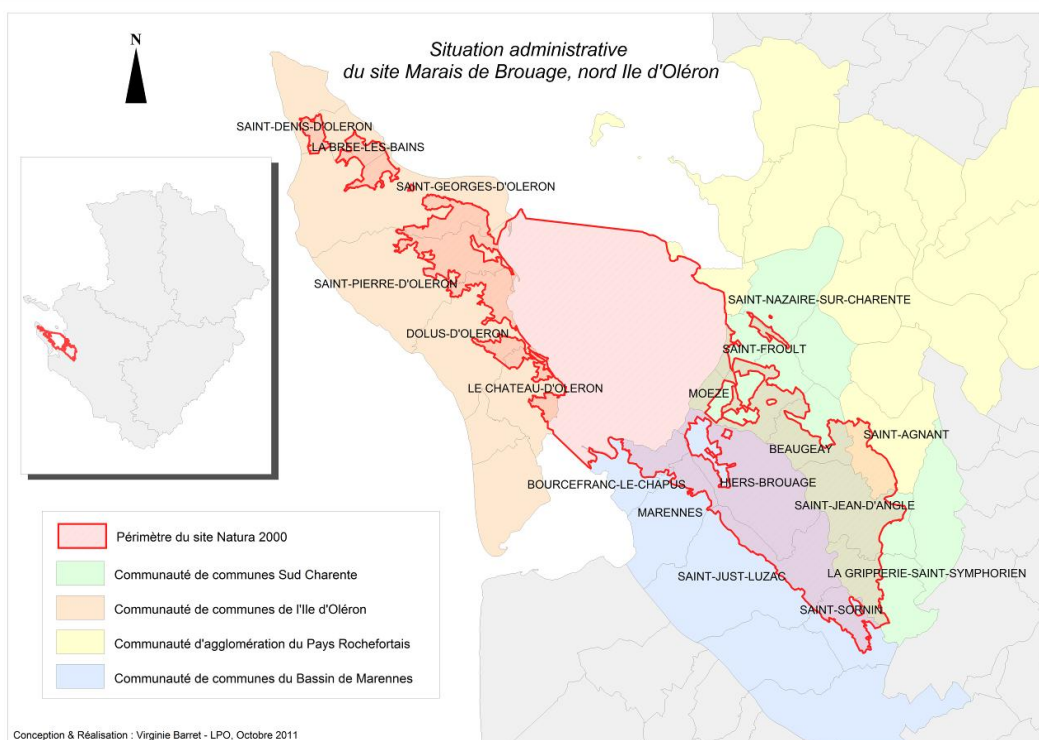 Situation administrative
du site Marais de Brouage, nord Ile d'Oléron
N
SAINT-DENIS-D'OLERON
LA BREE-LES-BAINS
SAINT-GEORGES-D'OLERON
SAINT-PIERRE-D'OLERON
DOLUS-D'OLERON
LE CHATEAU-D'OLERON
SAINT-NAZAIRE-SUR-CHARENTE
SAINT-FROULT
MOEZE
SAINT-AGNANT
BEAUGEAY
BOURCEFRANC-LE-CHAPUS
HIERS-BROUAGE
MARENNES
SAINT-JEAN-D'ANGLE
SAINT-JUST-LUZAC
LA GRIPPERIE-SAINT-SYMPHORIEN
SAINT-SORNIN
Périmètre du site Natura 2000
Communauté de communes Sud Charente
Communauté de communes de l'Ile d'Oléron
Communauté d'agglomération du Pays Rochefortais
Communauté de communes du Bassin de Marennes
Conception & Réalisation : Virginie Barret - LPO, Octobre 2011